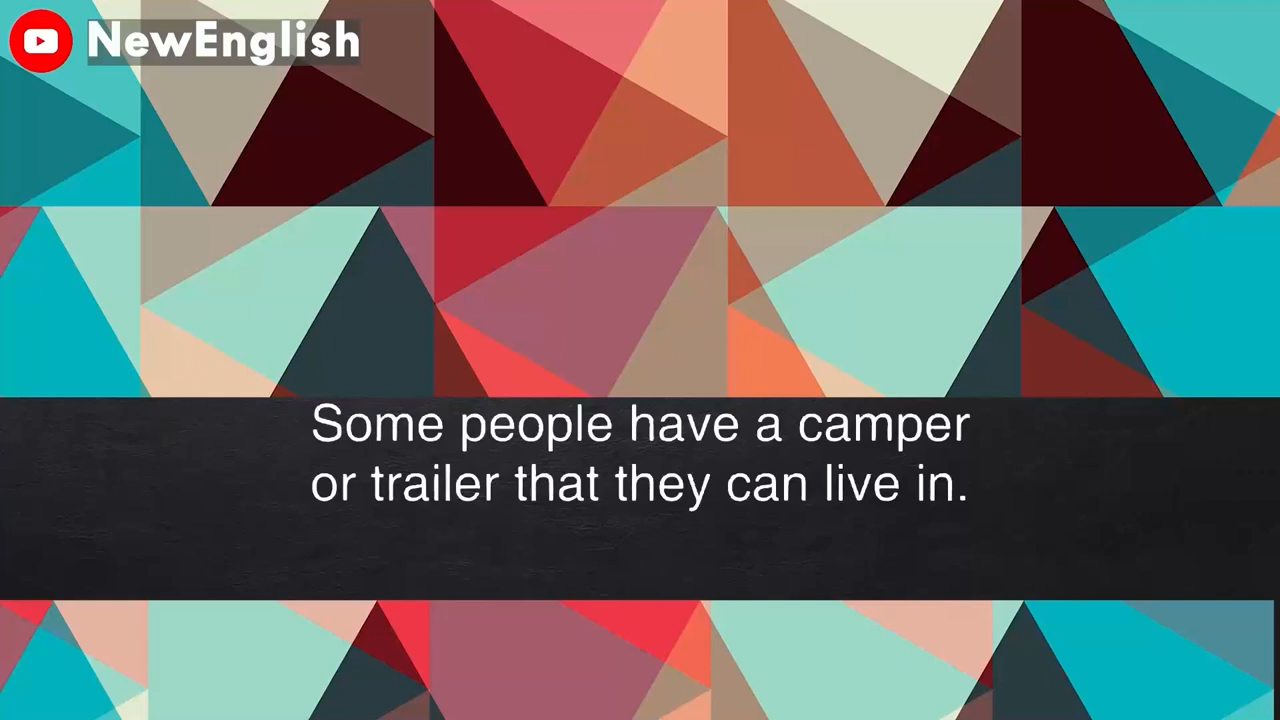 NewEnglish
Some people have a camper
or trailer that they can live in.